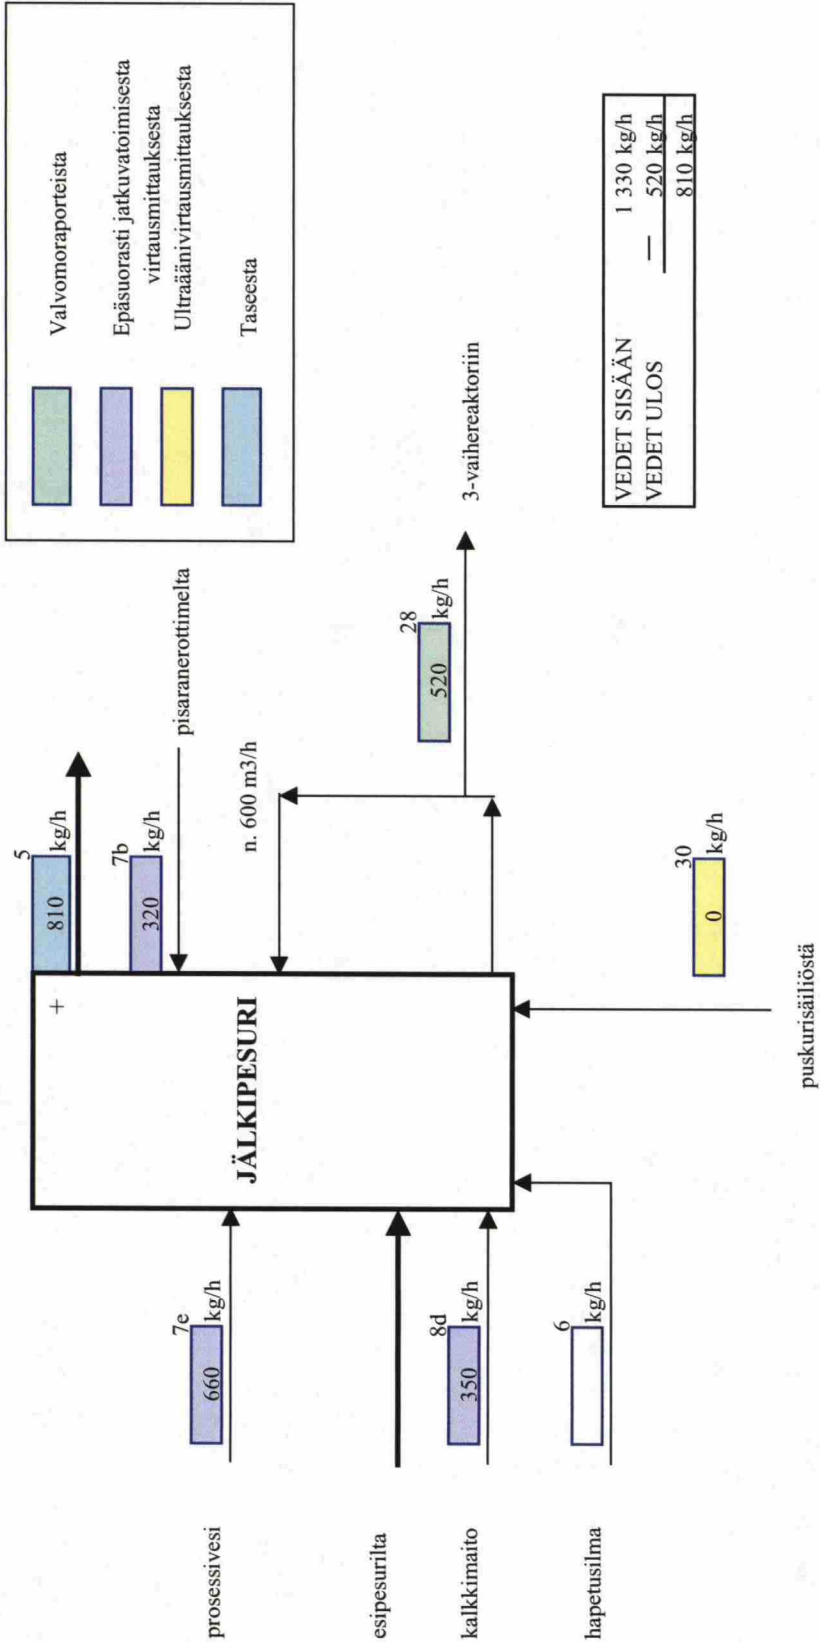 Valvomoraporteista
Epäsuorasti jatkuvatoimisesta
virtausmittauksesta
Ultraäänivirtausmittauksesta
Taseesta
5
810
kg/h
7b
320
kg/h
pisaranerottimelta
+
JÄLKIPESURI
n. 600 m3/h
7e
660
kg/h
prosessivesi
esipesurilta
8d
350
kg/h
kalkkimaito
6
kg/h
hapetusilma
28
520
kg/h
3-vaihereaktoriin
30
0
kg/h
puskurisäiliöstä
VEDET SISÄÄN 1 330 kg/h
VEDET ULOS — 520 kg/h
810 kg/h